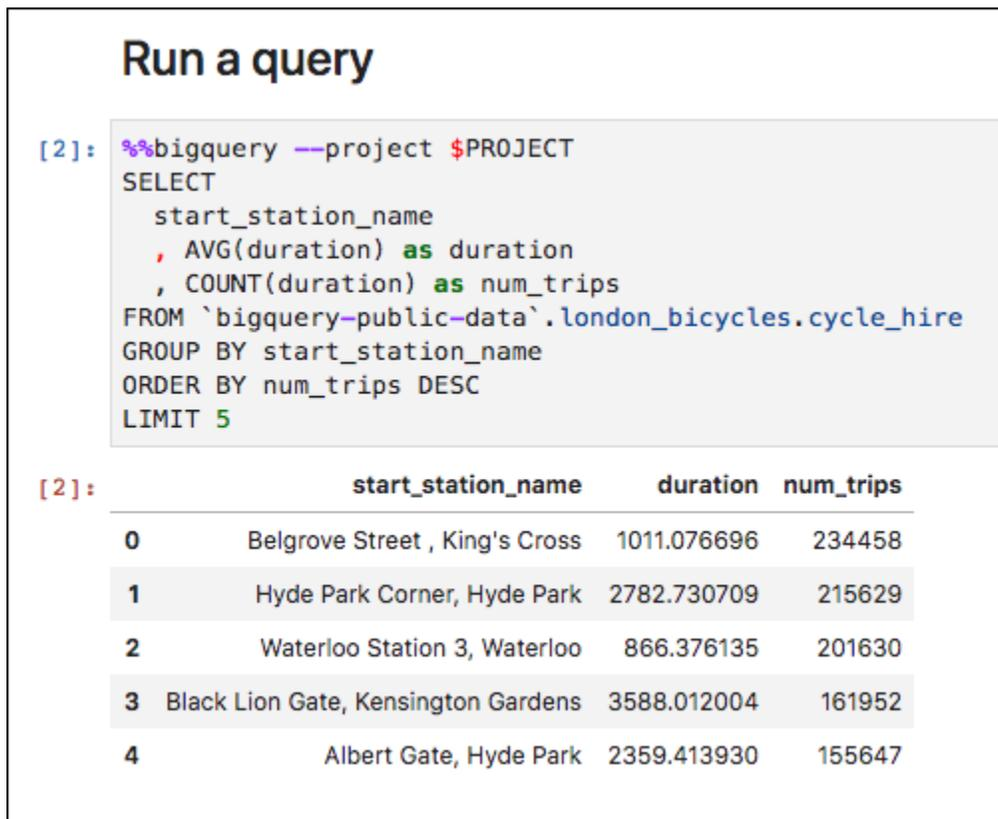 Run a query
[2]: %%bigquery --project $PROJECT
SELECT
  start_station_name
  , AVG(duration) as duration
  , COUNT(duration) as num_trips
FROM `bigquery-public-data`.london_bicycles.cycle_hire
GROUP BY start_station_name
ORDER BY num_trips DESC
LIMIT 5
[2]: start_station_name duration num_trips
0 Belgrove Street , King's Cross 1011.076696 234458
1 Hyde Park Corner, Hyde Park 2782.730709 215629
2 Waterloo Station 3, Waterloo 866.376135 201630
3 Black Lion Gate, Kensington Gardens 3588.012004 161952
4 Albert Gate, Hyde Park 2359.413930 155647